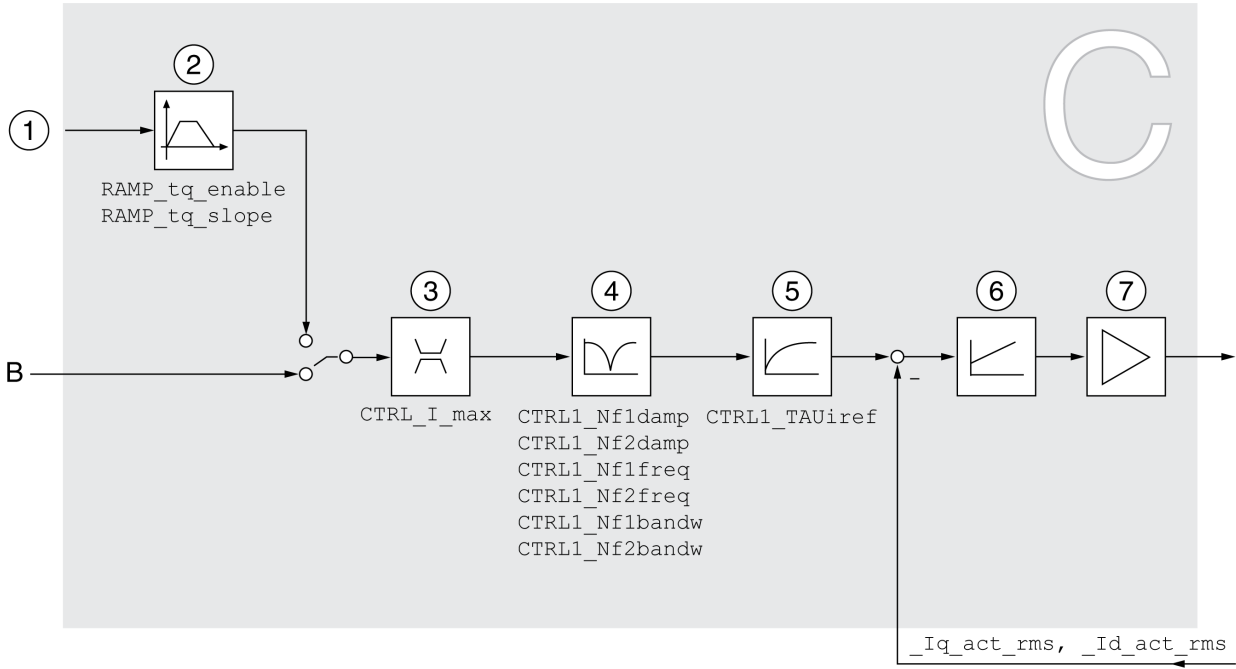 C
2
1
RAMP_tq_enable
RAMP_tq_slope
3
4
5
6
7
B
CTRL_I_max
CTRL1_Nf1damp
CTRL1_Nf2damp
CTRL1_Nf1freq
CTRL1_Nf2freq
CTRL1_Nf1bandw
CTRL1_Nf2bandw
CTRL1_TAUiref
–
_Iq_act_rms, _Id_act_rms